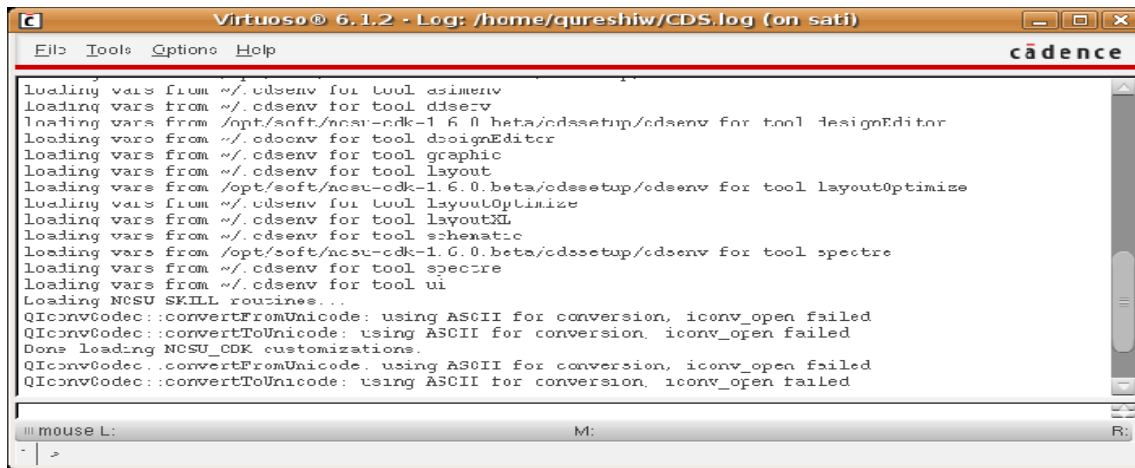 Virtuoso® 6.1.2 - Log: /home/qureshiw/CDS.log (on sati)
File Tools Options Help
cādence
loading vars from ~/.cdsenv for tool asimenv
loading vars from ~/.cdsenv for tool ddserv
loading vars from /opt/soft/ncsu-cdk-1.6.0.beta/cdssetup/cdsenv for tool designEditor
loading vars from ~/.cdsenv for tool designEditor
loading vars from ~/.cdsenv for tool graphic
loading vars from ~/.cdsenv for tool layout
loading vars from /opt/soft/ncsu-cdk-1.6.0.beta/cdssetup/cdsenv for tool layoutOptimize
loading vars from ~/.cdsenv for tool layoutOptimize
loading vars from ~/.cdsenv for tool layoutXL
loading vars from ~/.cdsenv for tool schematic
loading vars from /opt/soft/ncsu-cdk-1.6.0.beta/cdssetup/cdsenv for tool spectre
loading vars from ~/.cdsenv for tool spectre
loading vars from ~/.cdsenv for tool ui
Loading NCSU SKILL routines...
QIconvCodec::convertFromUnicode: using ASCII for conversion, iconv_open failed
QIconvCodec::convertToUnicode: using ASCII for conversion, iconv_open failed
Done loading NCSU_CDK customizations.
QIconvCodec::convertFromUnicode: using ASCII for conversion, iconv_open failed
QIconvCodec::convertToUnicode: using ASCII for conversion, iconv_open failed
mouse L: M: R:
>